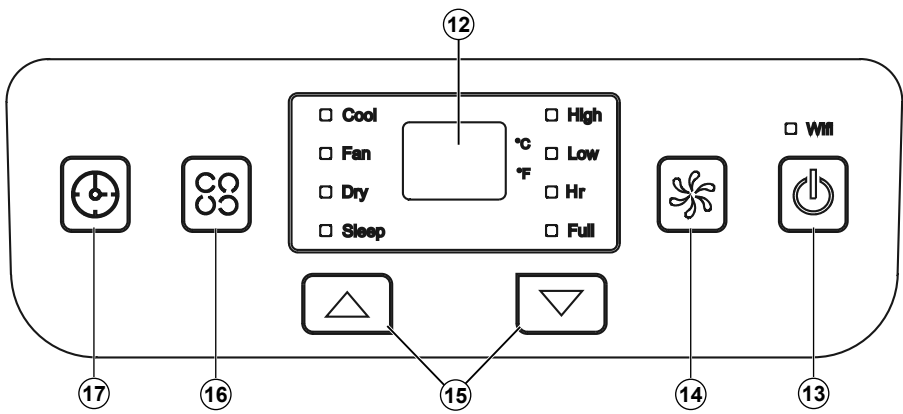 12
Cool
High
Wifi
°C
Fan
Low
°F
Dry
Hr
Sleep
Full
17
16
15
14
13